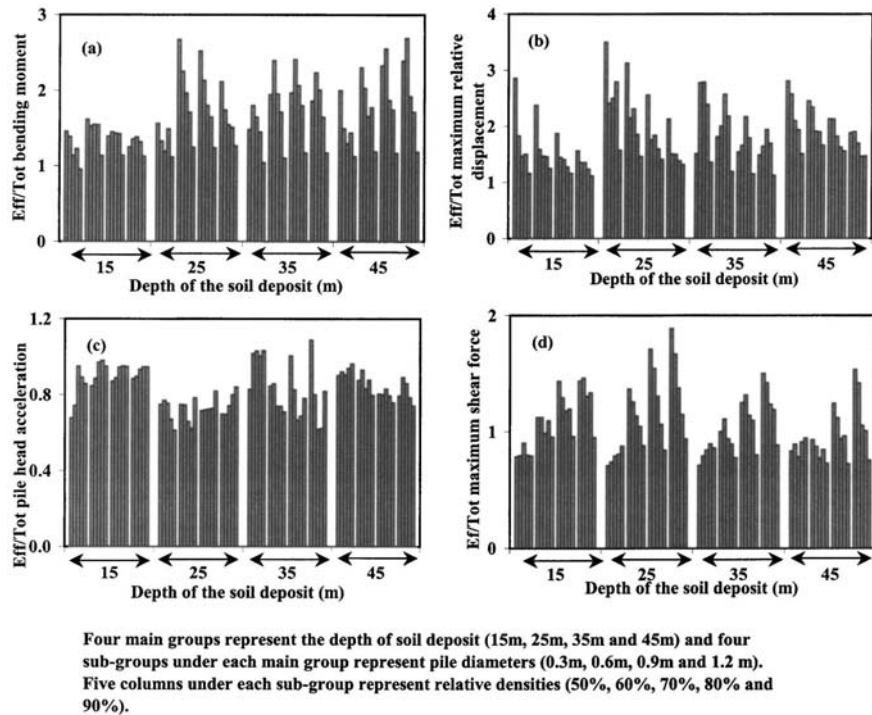 (a)
Eff/Tot bending moment
3
2
1
0
15 25 35 45
Depth of the soil deposit (m)
(b)
Eff/Tot maximum relative
displacement
4
3
2
1
0
15 25 35 45
Depth of the soil deposit (m)
(c)
Eff/Tot pile head acceleration
1.2
0.8
0.4
0.0
15 25 35 45
Depth of the soil deposit (m)
(d)
Ef/Tot maximum shear force
2
1
0
15 25 35 45
Depth of the soil deposit (m)
Four main groups represent the depth of soil deposit (15m, 25m, 35m and 45m) and four
sub-groups under each main group represent pile diameters (0.3m, 0.6m, 0.9m and 1.2 m).
Five columns under each sub-group represent relative densities (50%, 60%, 70%, 80% and
90%).